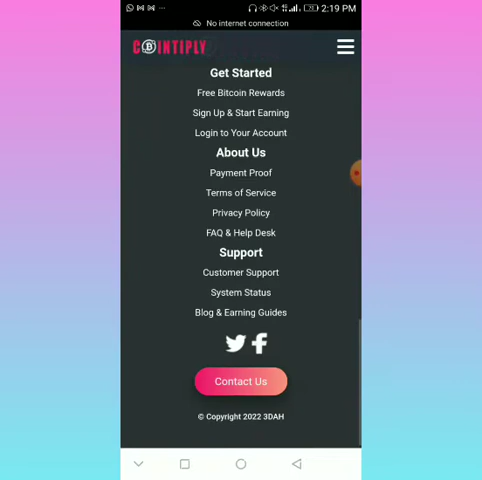 2:19 PM
No internet connection
COINTIPLY
Get Started
Free Bitcoin Rewards
Sign Up & Start Earning
Login to Your Account
About Us
Payment Proof
Terms of Service
Privacy Policy
FAQ & Help Desk
Support
Customer Support
System Status
Blog & Earning Guides
Contact Us
© Copyright 2022 3DAH